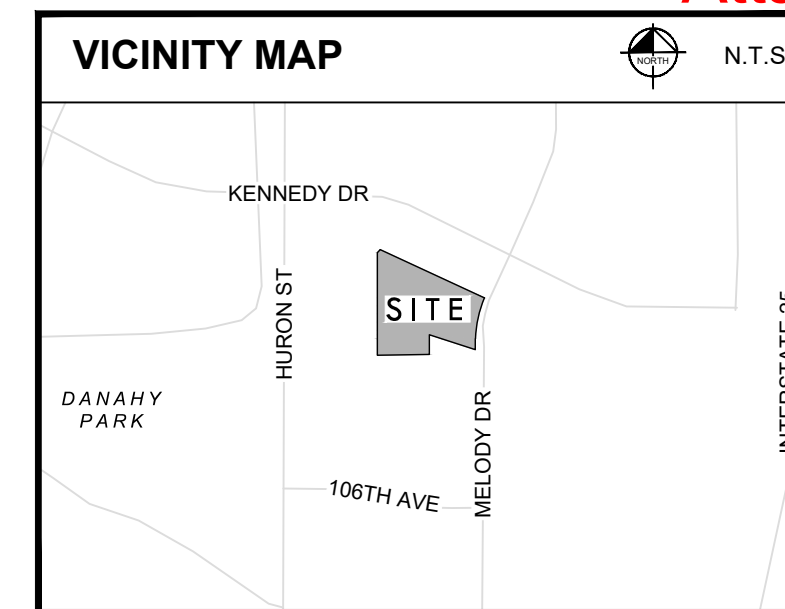 VICINITY MAP
NORTH
N.T.S
KENNEDY DR
HURON ST
SITE
DANAHY
PARK
MELODY DR
106TH AVE